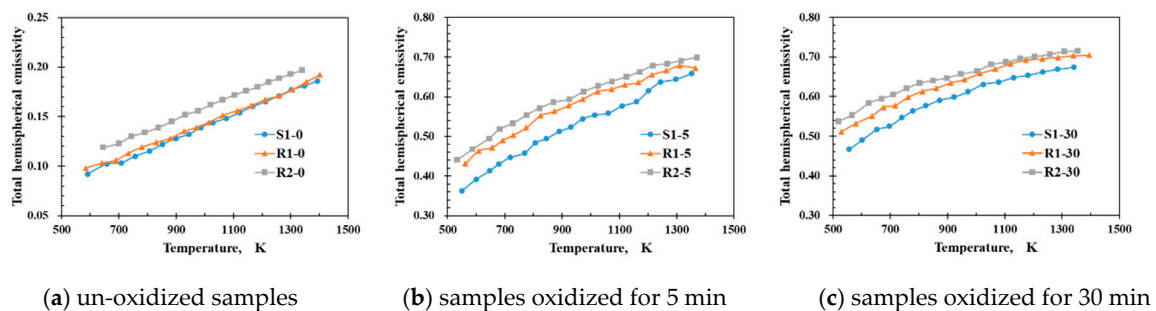 0.25
0.20
0.15
0.10
0.05
Total hemispherical emissivity
S1-0
R1-0
R2-0
500 700 900 1100 1300 1500
Temperature, K
(a) un-oxidized samples
0.80
0.70
0.60
0.50
0.40
0.30
Total hemispherical emissivity
S1-5
R1-5
R2-5
500 700 900 1100 1300 1500
Temperature, K
(b) samples oxidized for 5 min
0.80
0.70
0.60
0.50
0.40
0.30
Total hemispherical emissivity
S1-30
R1-30
R2-30
500 700 900 1100 1300 1500
Temperature, K
(c) samples oxidized for 30 min